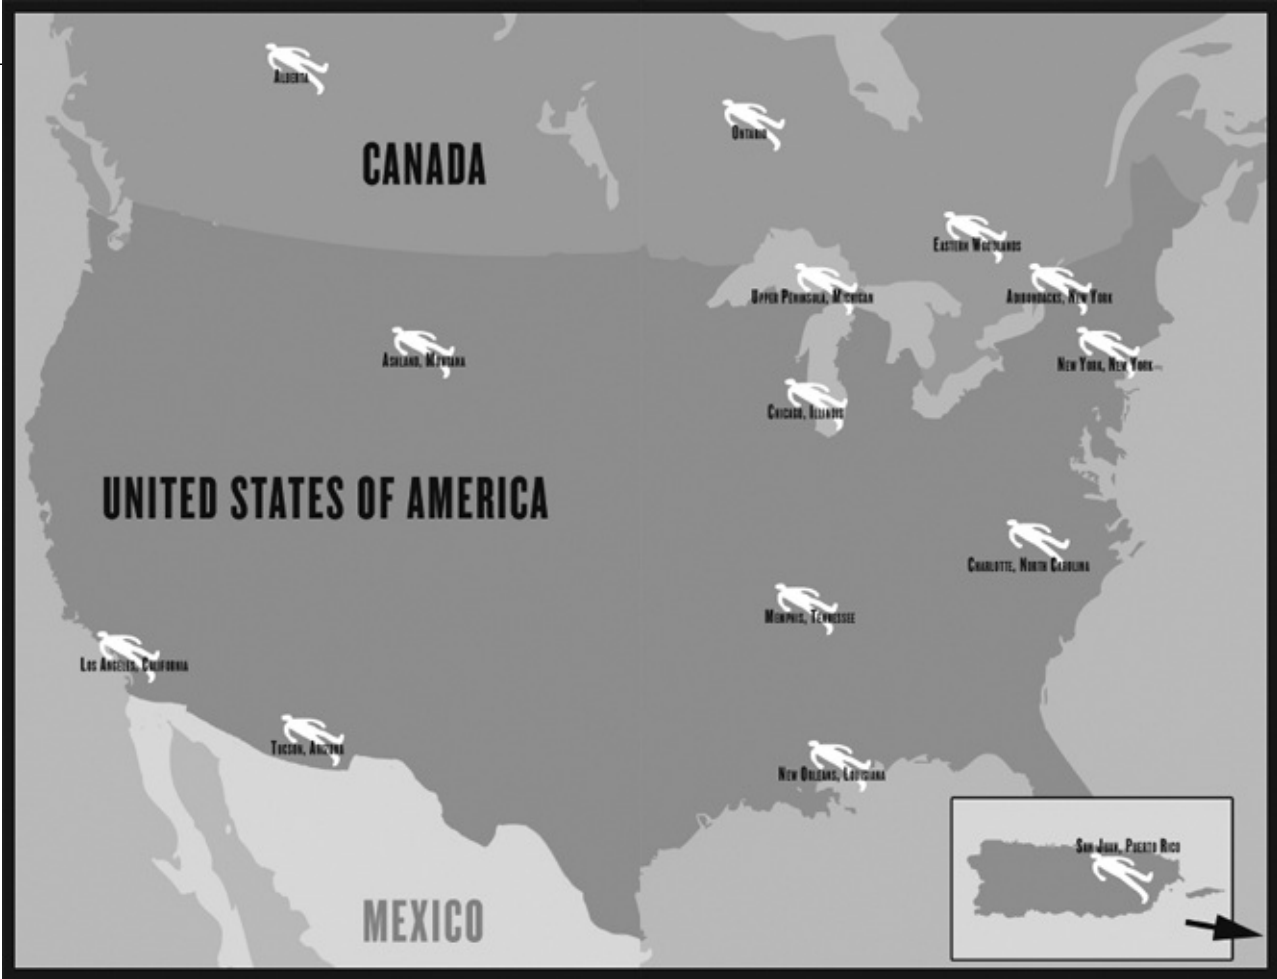 Alberta
Ontario
CANADA
Eastern Woodlands
Upper Peninsula, Michigan
Adirondacks, New York
Ashland, Montana
New York, New York
Chicago, Illinois
UNITED STATES OF AMERICA
Charlotte, North Carolina
Memphis, Tennessee
Los Angeles, California
Tucson, Arizona
New Orleans, Louisiana
San Juan, Puerto Rico
MEXICO